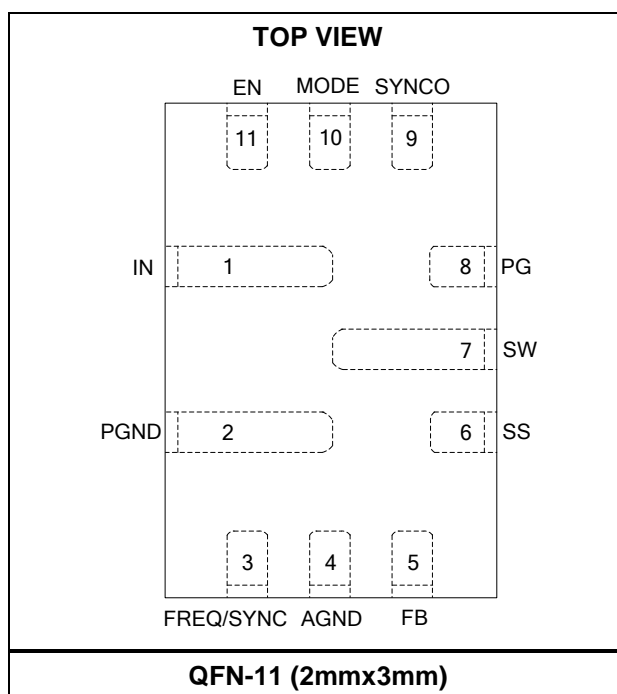 TOP VIEW
EN MODE SYNCO
11 10 9
IN 1 8 PG
7 SW
PGND 2 6 SS
3 4 5
FREQ/SYNC AGND FB
QFN-11 (2mmx3mm)